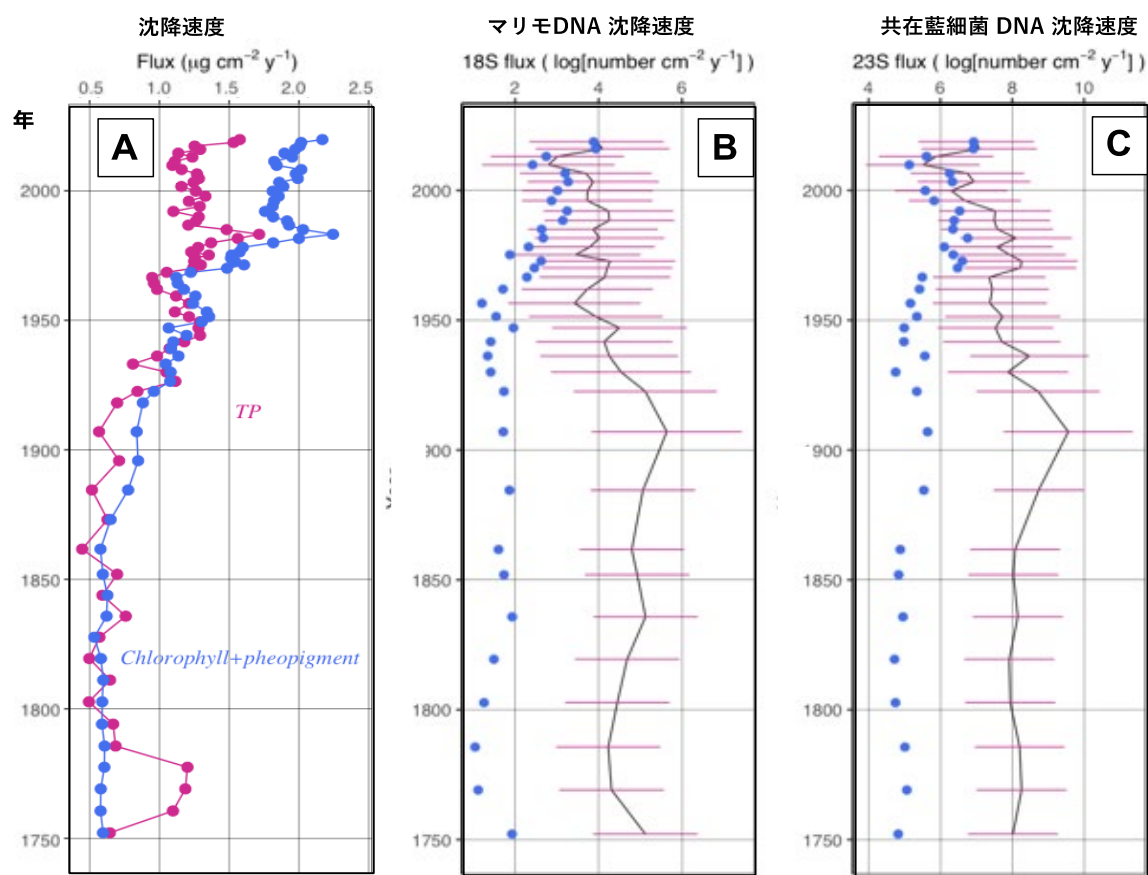 沈降速度
マリモDNA 沈降速度
共在藍細菌 DNA 沈降速度
Flux (μg cm⁻² y⁻¹)
18S flux ( log[number cm⁻² y⁻¹] )
23S flux ( log[number cm⁻² y⁻¹] )
0.5 1.0 1.5 2.0 2.5
2 4 6
4 6 8 10
年
A
B
C
2000 2000 2000
1950 1950 1950
TP
1900 300 1900
1850 1850 1850
Chlorophyll+pheopigment
1800 1800 1800
1750 1750 1750